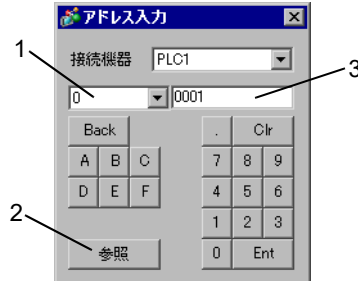 アドレス入力
1
接続機器 PLC1
3
0 0001
Back . Clr
A B C 7 8 9
D E F 4 5 6
2
1 2 3
参照 0 Ent